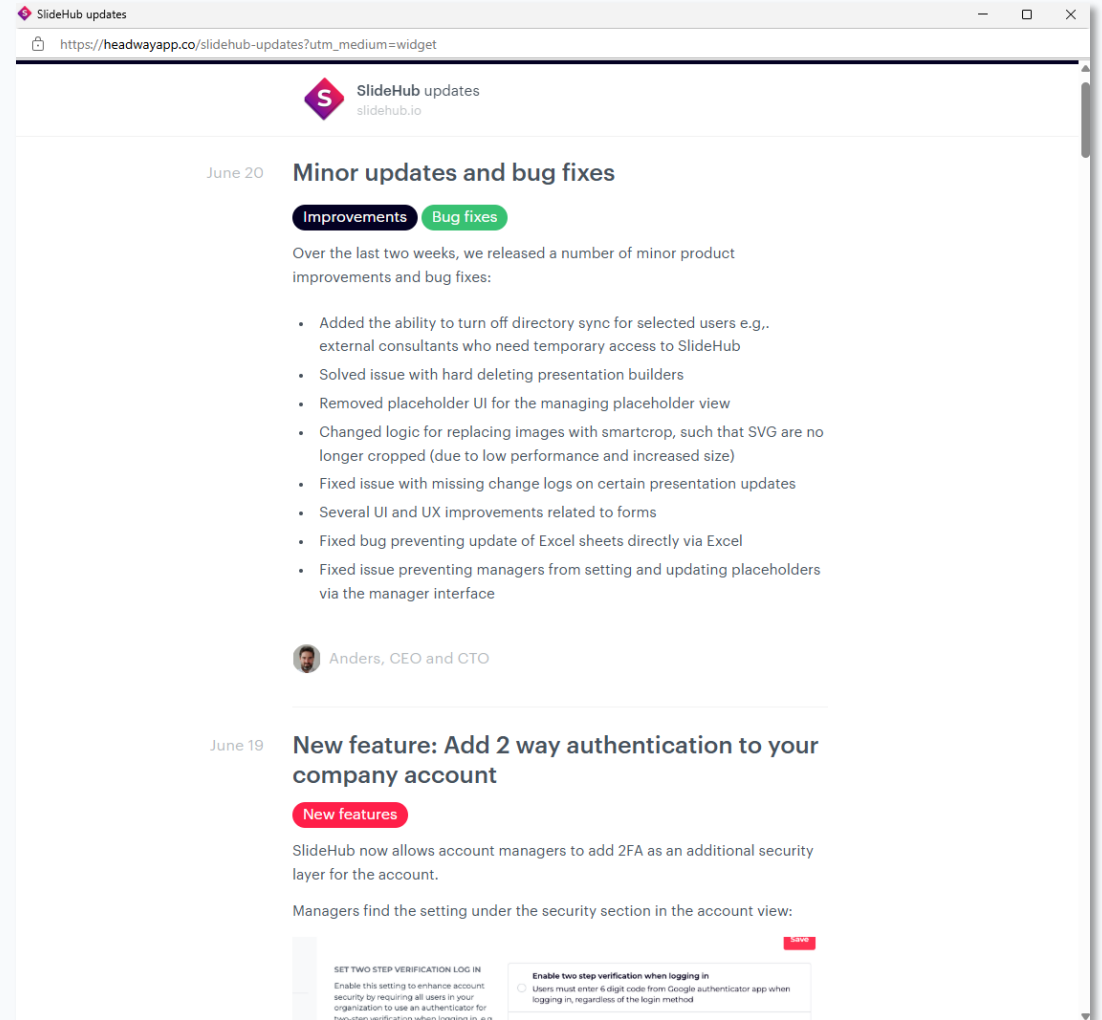 SlideHub updates
https://headwayapp.co/slidehub-updates?utm_medium=widget
S
SlideHub updates
slidehub.io
June 20
Minor updates and bug fixes
Improvements Bug fixes
Over the last two weeks, we released a number of minor product
improvements and bug fixes:
• Added the ability to turn off directory sync for selected users e.g,.
external consultants who need temporary access to SlideHub
• Solved issue with hard deleting presentation builders
• Removed placeholder UI for the managing placeholder view
• Changed logic for replacing images with smartcrop, such that SVG are no
longer cropped (due to low performance and increased size)
• Fixed issue with missing change logs on certain presentation updates
• Several UI and UX improvements related to forms
• Fixed bug preventing update of Excel sheets directly via Excel
• Fixed issue preventing managers from setting and updating placeholders
via the manager interface
Anders, CEO and CTO
June 19
New feature: Add 2 way authentication to your
company account
New features
SlideHub now allows account managers to add 2FA as an additional security
layer for the account.
Managers find the setting under the security section in the account view:
Save
SET TWO STEP VERIFICATION LOG IN
Enable this setting to enhance account
security by requiring all users in your
organization to use an authenticator for
two-step verification when logging in, e.g.
Enable two step verification when logging in
Users must enter 6 digit code from Google authenticator app when
logging in, regardless of the login method